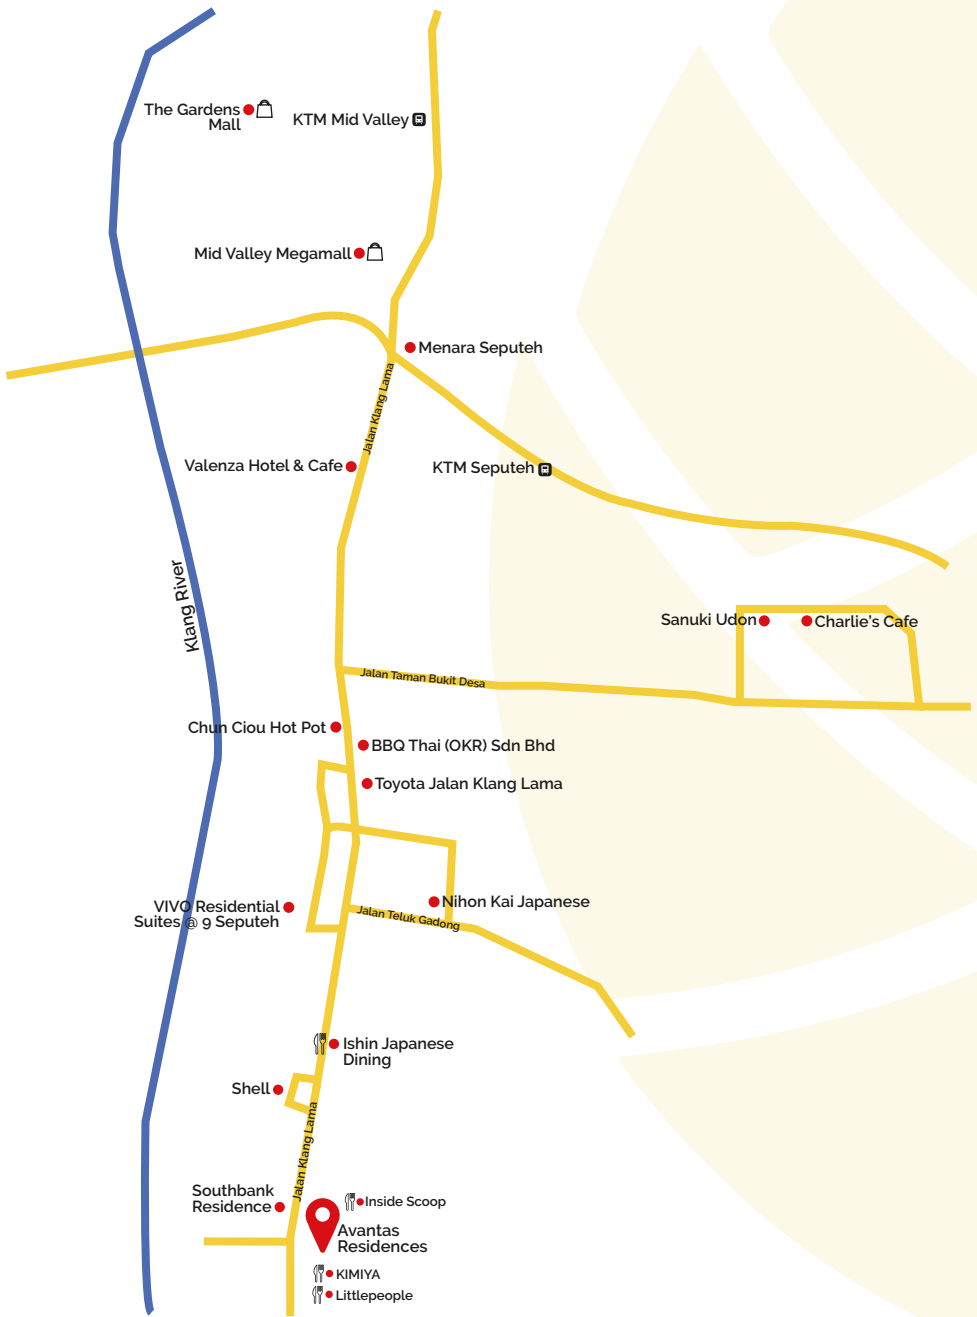 The Gardens
Mall
KTM Mid Valley
Mid Valley Megamall
Menara Seputeh
Jalan Klang Lama
Valenza Hotel & Cafe
KTM Seputeh
Klang River
Sanuki Udon
Charlie's Cafe
Jalan Taman Bukit Desa
Chun Ciou Hot Pot
BBQ Thai (OKR) Sdn Bhd
Toyota Jalan Klang Lama
VIVO Residential
Suites @ 9 Seputeh
Nihon Kai Japanese
Jalan Teluk Gadong
Ishin Japanese
Dining
Shell
Jalan Klang Lama
Southbank
Residence
Inside Scoop
Avantas
Residences
KIMIYA
Littlepeople